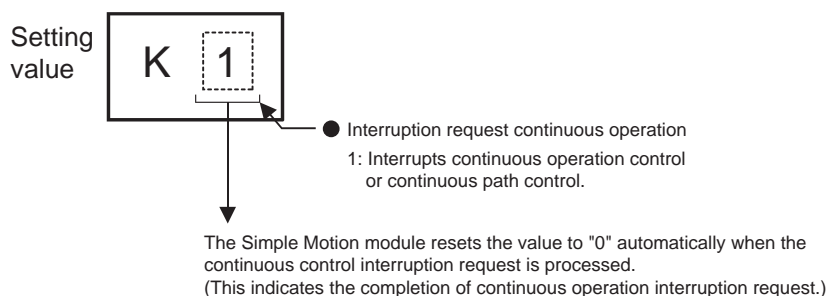 Setting
value
K 1
● Interruption request continuous operation
1: Interrupts continuous operation control
or continuous path control.
The Simple Motion module resets the value to "0" automatically when the
continuous control interruption request is processed.
(This indicates the completion of continuous operation interruption request.)